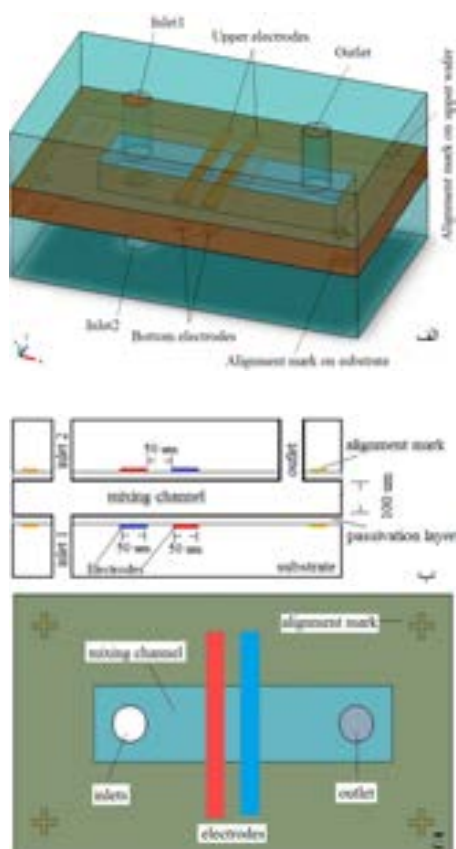 Inlet1
Upper electrodes
Outlet
Alignment mark on upper wafer
Inlet2
Bottom electrodes
Alignment mark on substrate
inlet 2
50 um
outlet
alignment mark
mixing channel
100 um
passivation layer
inlet 1
50 um
50 um
Electrodes
substrate
alignment mark
mixing channel
inlets
outlet
electrodes